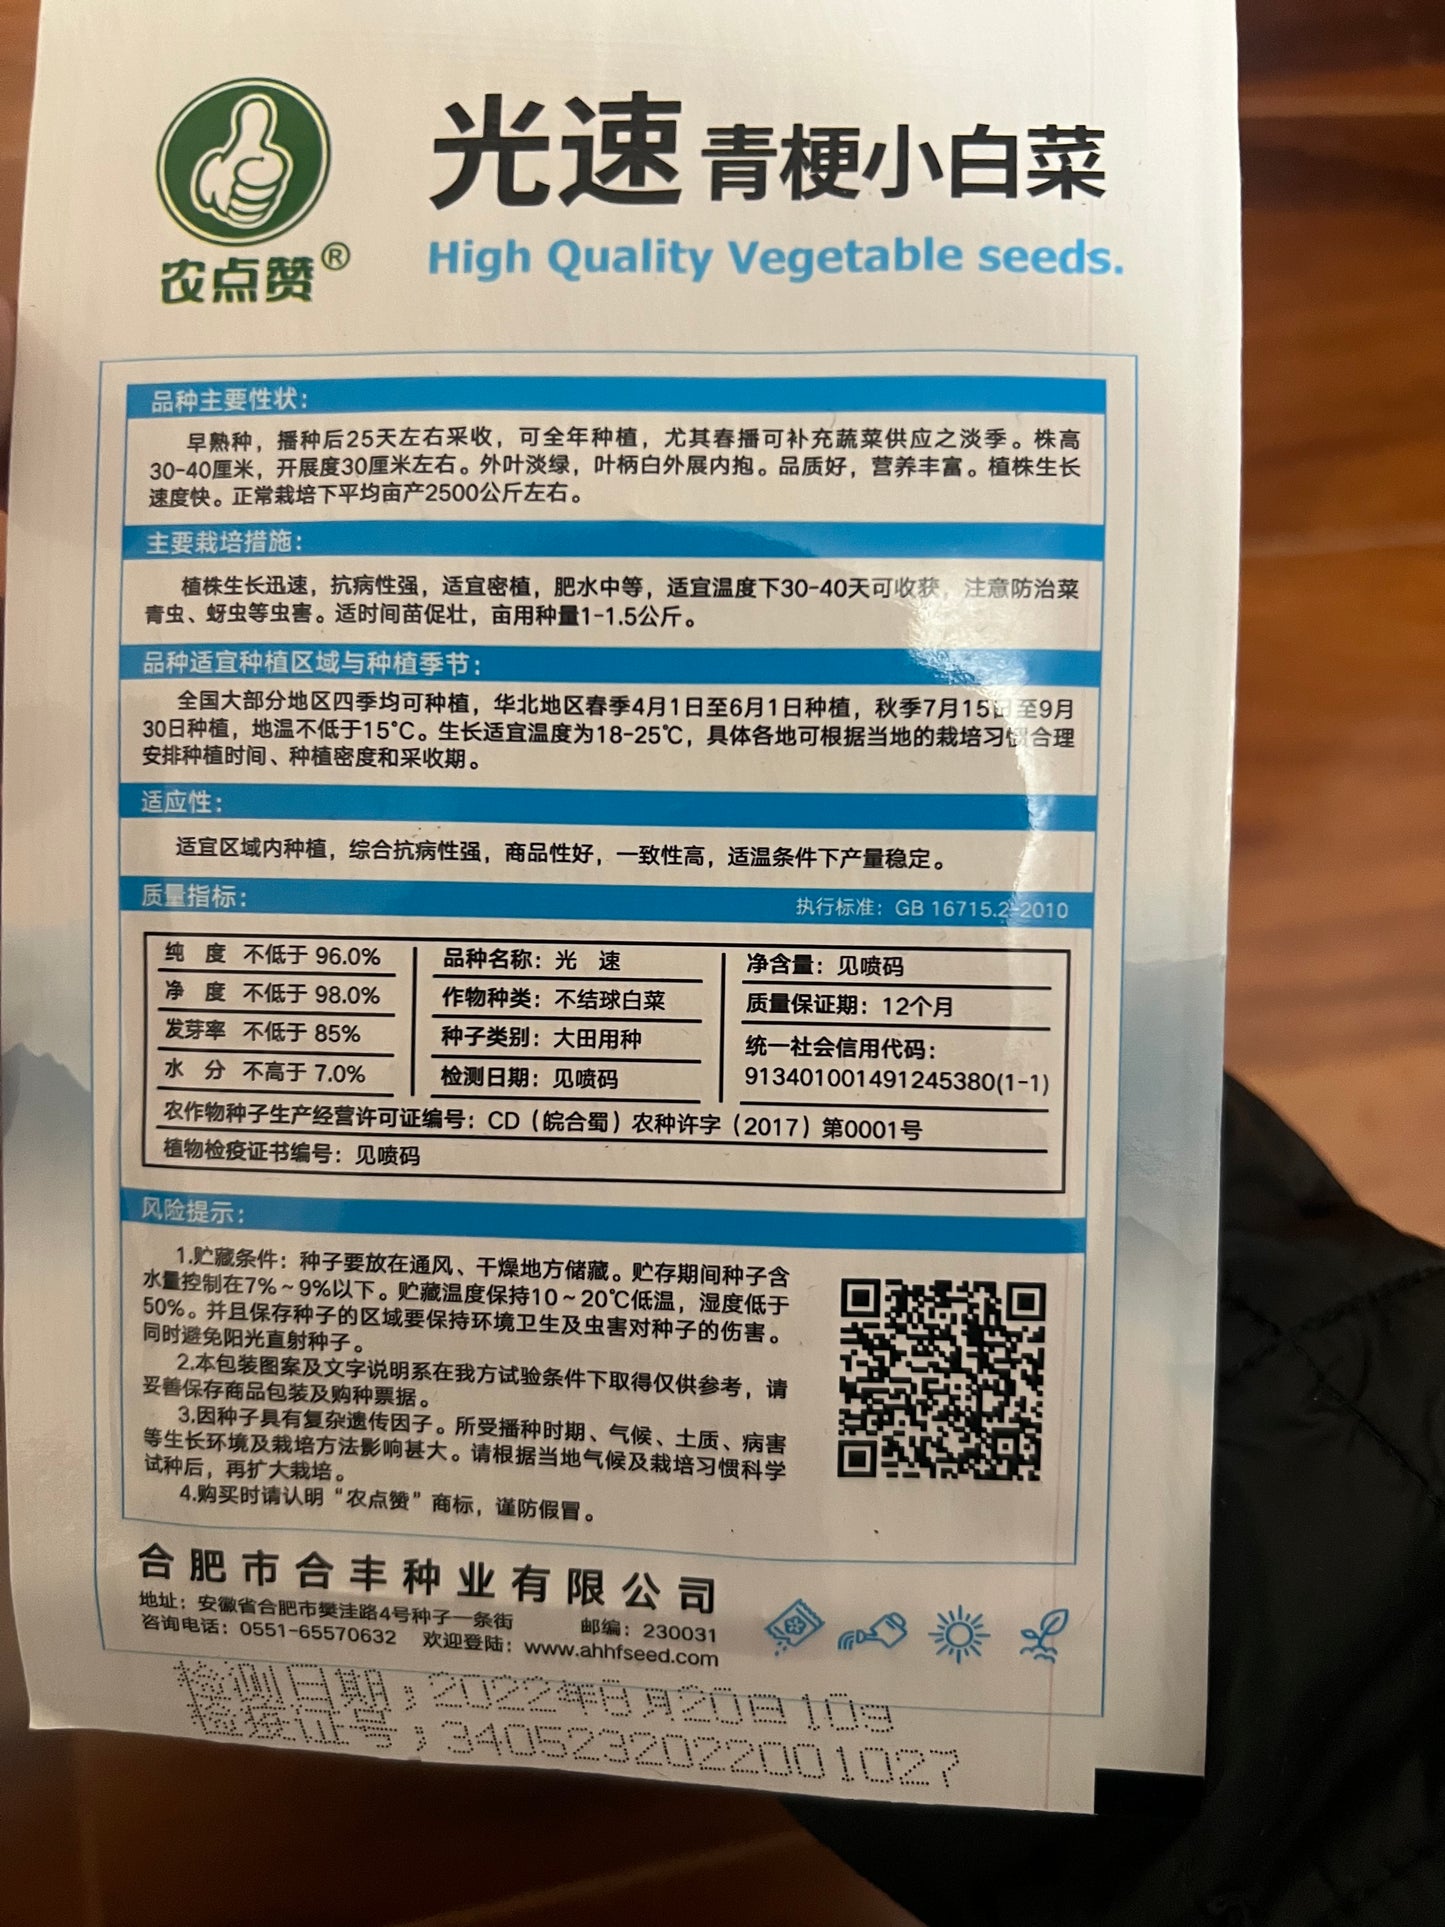 光速 青梗小白菜
农点赞®
High Quality Vegetable seeds.
品种主要性状：
早熟种，播种后25天左右采收，可全年种植，尤其春播可补充蔬菜供应之淡季。株高
30-40厘米，开展度30厘米左右。外叶淡绿，叶柄白外展内抱。品质好，营养丰富。植株生长
速度快。正常栽培下平均亩产2500公斤左右。
主要栽培措施：
植株生长迅速，抗病性强，适宜密植，肥水中等，适宜温度下30-40天可收获，注意防治菜
青虫、蚜虫等虫害。适时间苗促壮，亩用种量1-1.5公斤。
品种适宜种植区域与种植季节：
全国大部分地区四季均可种植，华北地区春季4月1日至6月1日种植，秋季7月15日至9月
30日种植，地温不低于15°C。生长适宜温度为18-25℃，具体各地可根据当地的栽培习惯合理
安排种植时间、种植密度和采收期。
适应性：
适宜区域内种植，综合抗病性强，商品性好，一致性高，适温条件下产量稳定。
质量指标：
执行标准：GB 16715.2-2010
纯 度 不低于 96.0%
净 度 不低于 98.0%
发芽率 不低于 85%
水 分 不高于 7.0%
品种名称：光 速
作物种类：不结球白菜
种子类别：大田用种
检测日期：见喷码
净含量：见喷码
质量保证期：12个月
统一社会信用代码：
913401001491245380(1-1)
农作物种子生产经营许可证编号：CD（皖合蜀）农种许字（2017）第0001号
植物检疫证书编号：见喷码
风险提示：
1.贮藏条件：种子要放在通风、干燥地方储藏。贮存期间种子含
水量控制在7%~9%以下。贮藏温度保持10~20℃低温，湿度低于
50%。并且保存种子的区域要保持环境卫生及虫害对种子的伤害。
同时避免阳光直射种子。
2.本包装图案及文字说明系在我方试验条件下取得仅供参考，请
妥善保存商品包装及购种票据。
3.因种子具有复杂遗传因子。所受播种时期、气候、土质、病害
等生长环境及栽培方法影响甚大。请根据当地气候及栽培习惯科学
试种后，再扩大栽培。
4.购买时请认明“农点赞”商标，谨防假冒。
合肥市合丰种业有限公司
地址：安徽省合肥市樊洼路4号种子一条街 邮编：230031
咨询电话：0551-65570632 欢迎登陆：www.ahhfseed.com
检测日期；2022年8月20日10g
检疫证号；3405232022001027